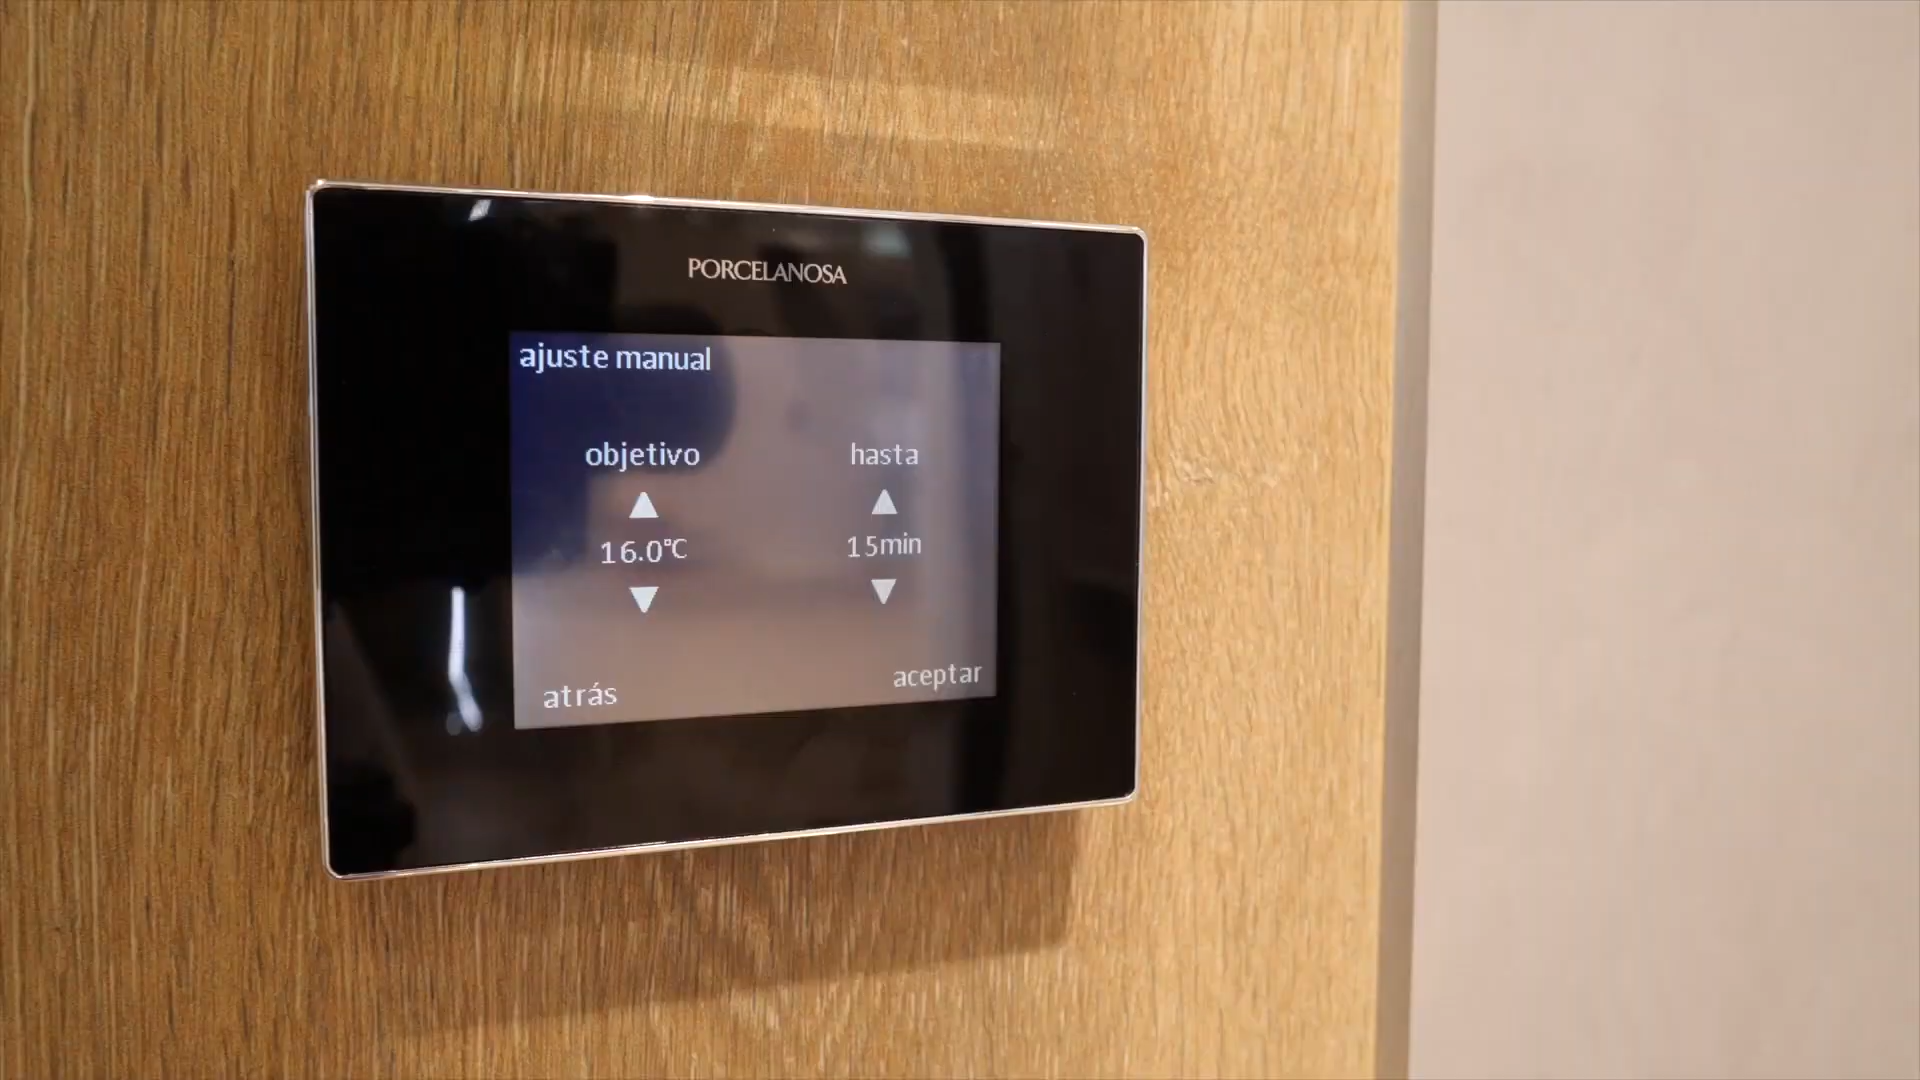 PORCELANOSA
ajuste manual
objetivo hasta
16.0°C 15min
atrás aceptar